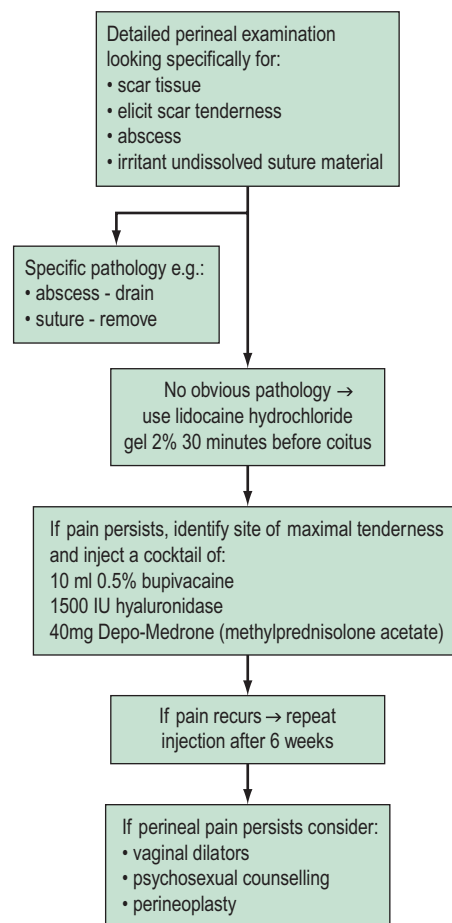 Detailed perineal examination
looking specifically for:
• scar tissue
• elicit scar tenderness
• abscess
• irritant undissolved suture material
Specific pathology e.g.:
• abscess - drain
• suture - remove
No obvious pathology →
use lidocaine hydrochloride
gel 2% 30 minutes before coitus
If pain persists, identify site of maximal tenderness
and inject a cocktail of:
10 ml 0.5% bupivacaine
1500 IU hyaluronidase
40mg Depo-Medrone (methylprednisolone acetate)
If pain recurs → repeat
injection after 6 weeks
If perineal pain persists consider:
• vaginal dilators
• psychosexual counselling
• perineoplasty